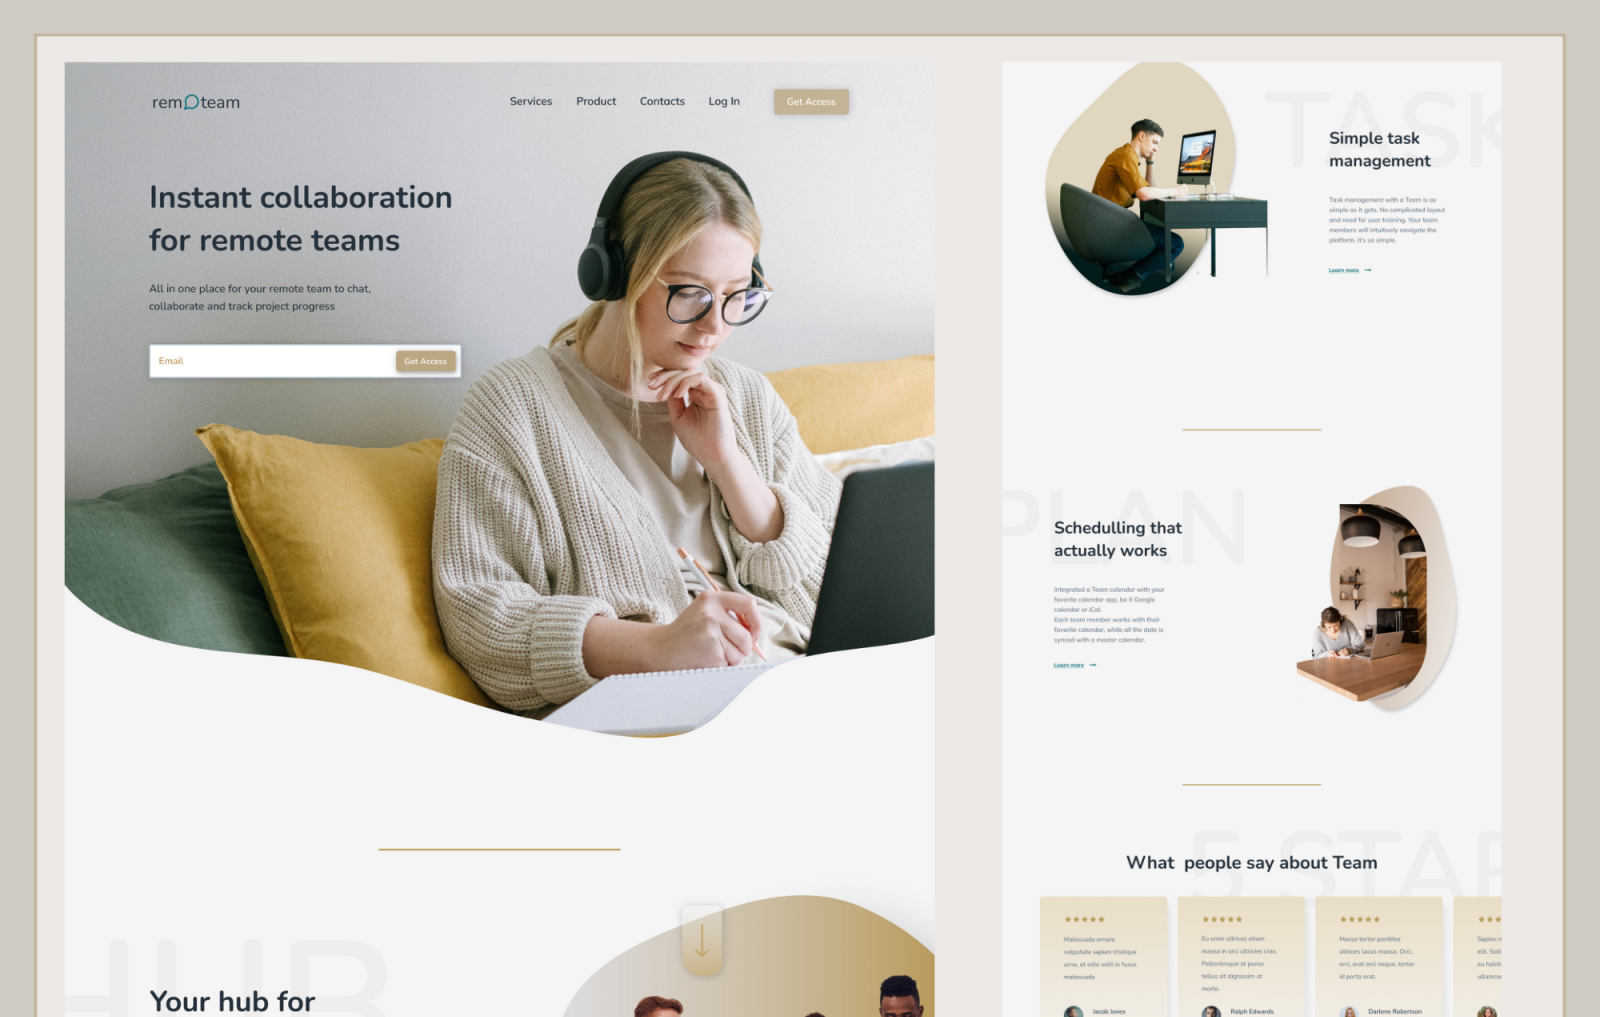 remoteam
Services Product Contacts Log In Get Access
Instant collaboration
for remote teams
All in one place for your remote team to chat,
collaborate and track project progress
Email Get Access
HUB
Your hub for
TASK
Simple task
management
Task management with a Team is as
simple as it gets. No complicated layout
and need for user training. Your team
members will intuitively navigate the
platform. It's so simple.
Learn more
PLAN
Schedulling that
actually works
Integrated a Team calendar with your
favorite calendar app, be it Google
calendar or iCal.
Each team member works with their
favorite calendar, while all the date is
synced with a master calendar.
Learn more
5 STAR
What people say about Team
Malesuada ornare
vulputate sapien tristique
urna, et odio velit in fusce
malesuada
Jacob Jones
Eu enim ultrices etiam
massa in orci ultricies cras.
Pellentesque at purus
tellus sit dignissim at
morbi.
Ralph Edwards
Massa tortor porttitor
ultrices lacus massa. Orci,
orci, erat orci neque, tortor
id porta erat.
Darlene Robertson
Sapien
elit, Soll
eu habit
ullamcor